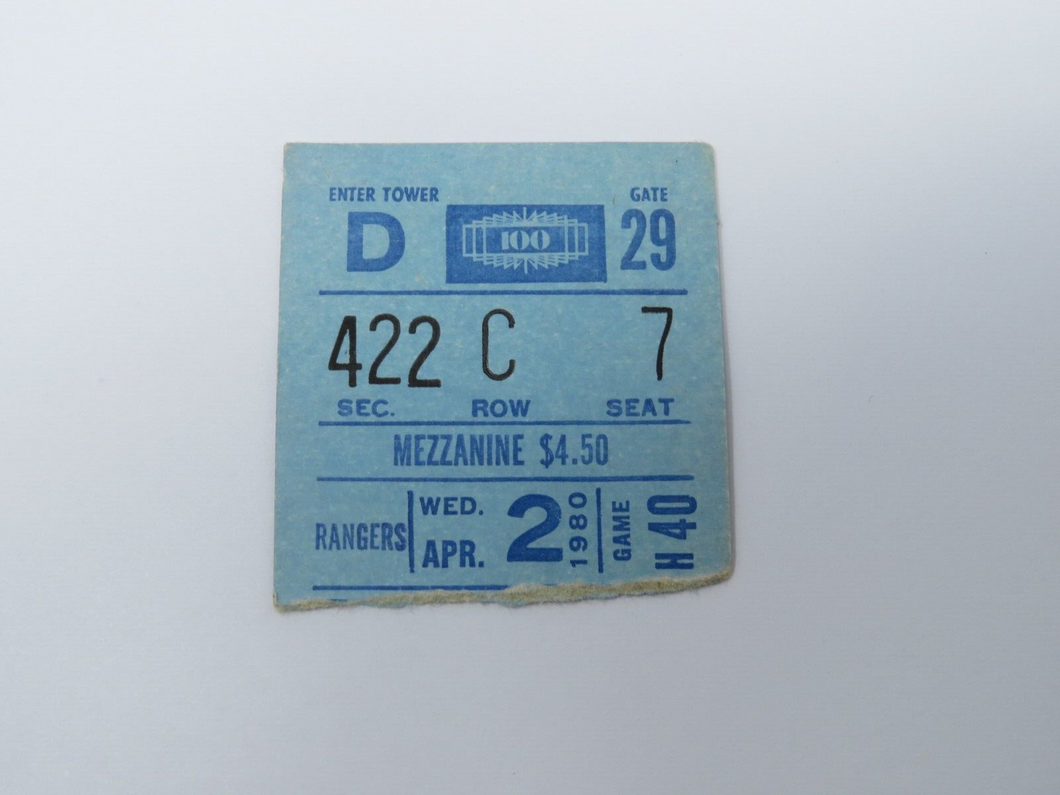 ENTER TOWER
D
100
GATE
29
422 C 7
SEC. ROW SEAT
MEZZANINE $4.50
RANGERS
WED.
APR. 2 1980
GAME
H 40